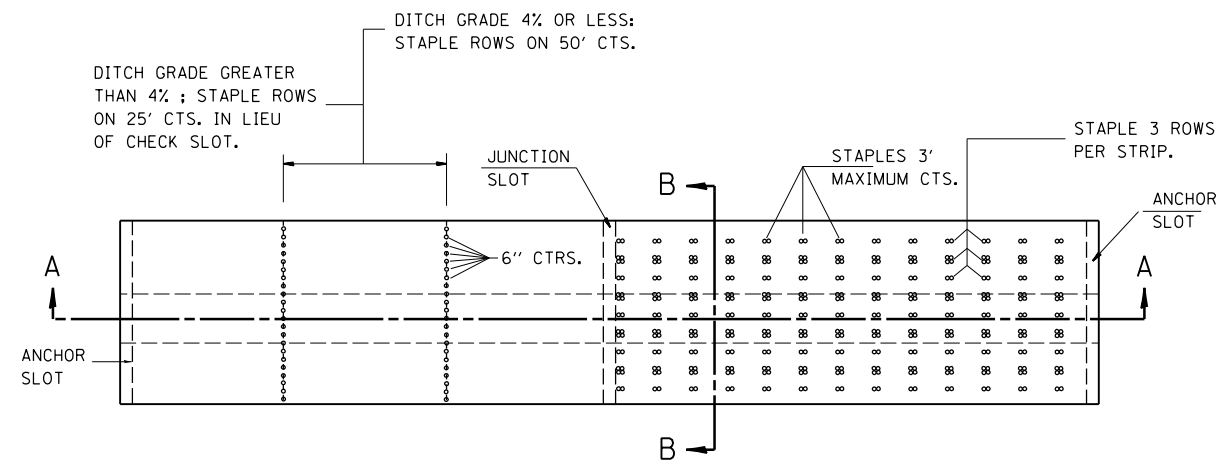 DITCH GRADE 4% OR LESS:
STAPLE ROWS ON 50' CTS.
DITCH GRADE GREATER
THAN 4% ; STAPLE ROWS
ON 25' CTS. IN LIEU
OF CHECK SLOT.
JUNCTION
SLOT
B
STAPLES 3'
MAXIMUM CTS.
STAPLE 3 ROWS
PER STRIP.
ANCHOR
SLOT
A
6'' CTRS.
A
ANCHOR
SLOT
B